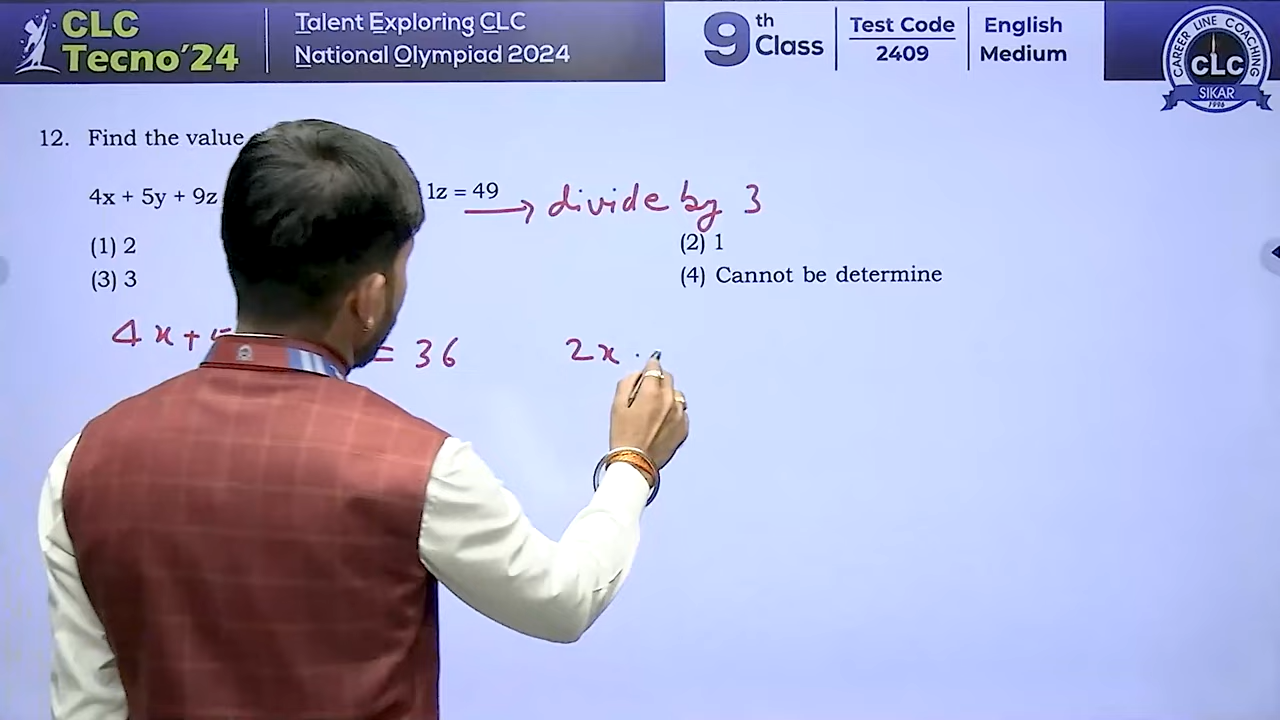 CLC
Tecno'24
Talent Exploring CLC
National Olympiad 2024
9th Class
Test Code
2409
English
Medium
CAREER LINE COACHING
CLC
SIKAR
1996
12. Find the value
4x + 5y + 9z 1z = 49 → divide by 3
(1) 2 (2) 1
(3) 3 (4) Cannot be determine
4x + = 36 2x